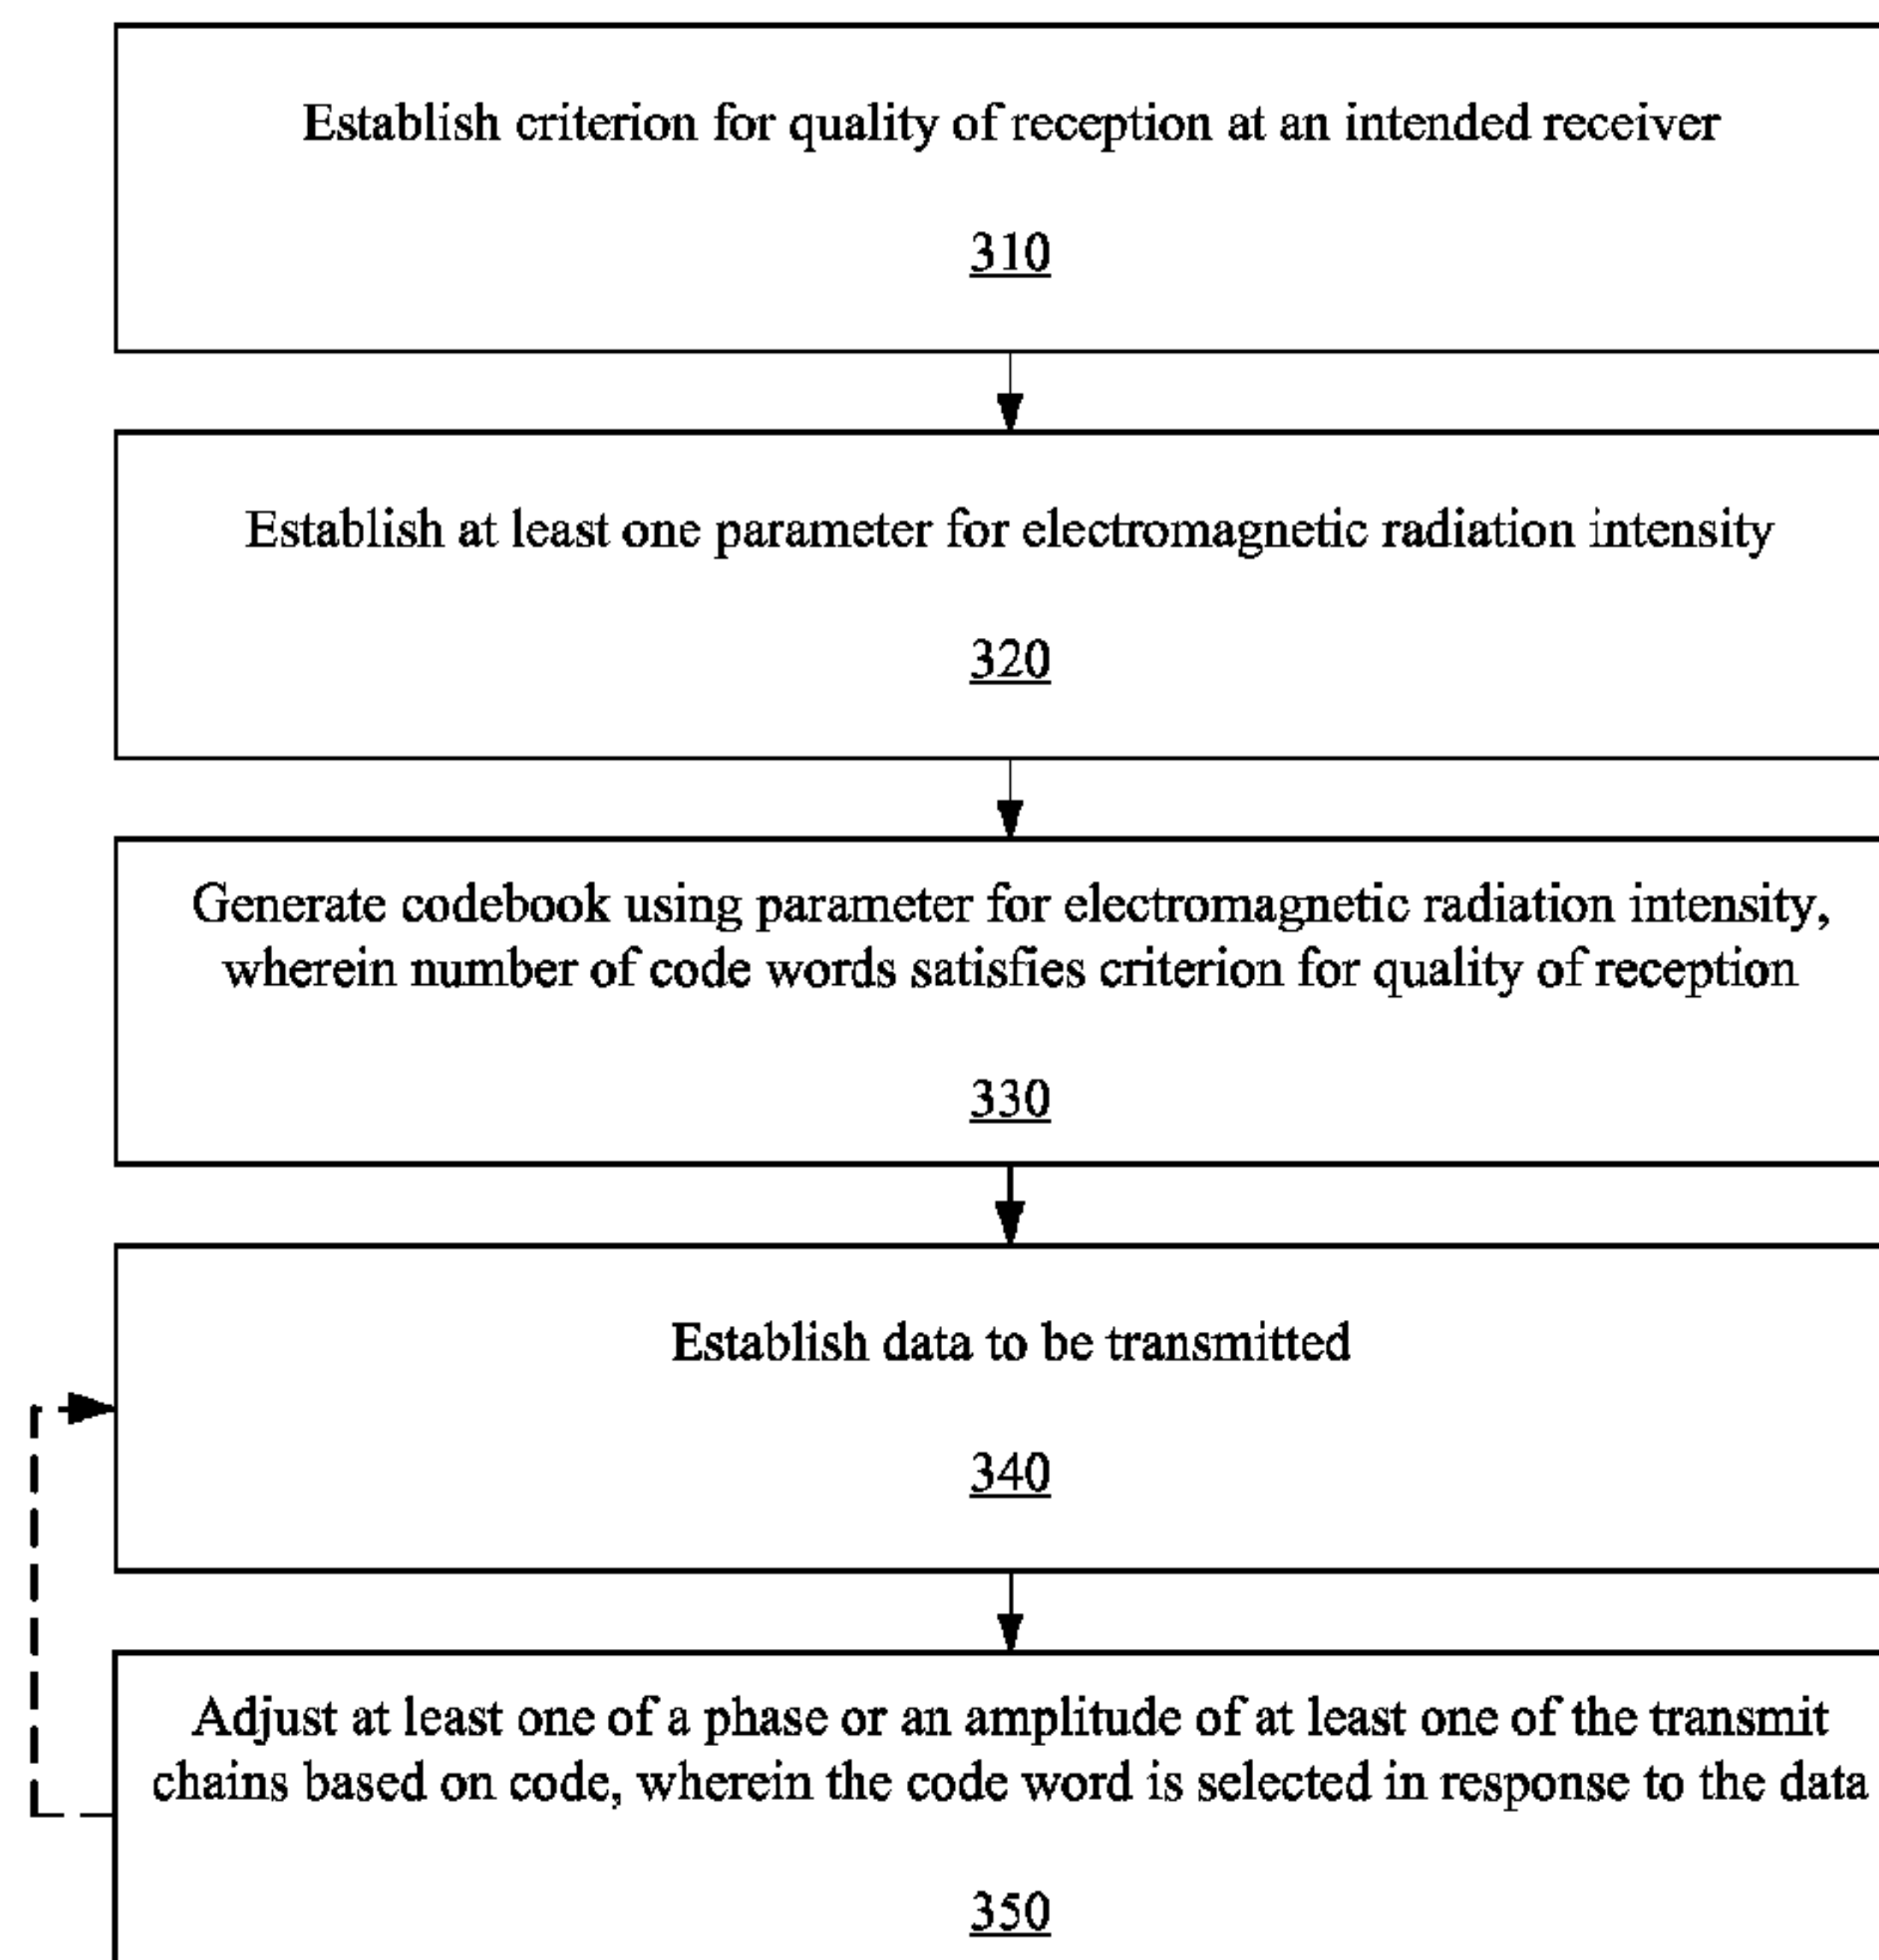 Establish criterion for quality of reception at an intended receiver
310
Establish at least one parameter for electromagnetic radiation intensity
320
Generate codebook using parameter for electromagnetic radiation intensity,
wherein number of code words satisfies criterion for quality of reception
330
Establish data to be transmitted
340
Adjust at least one of a phase or an amplitude of at least one of the transmit
chains based on code, wherein the code word is selected in response to the data
350